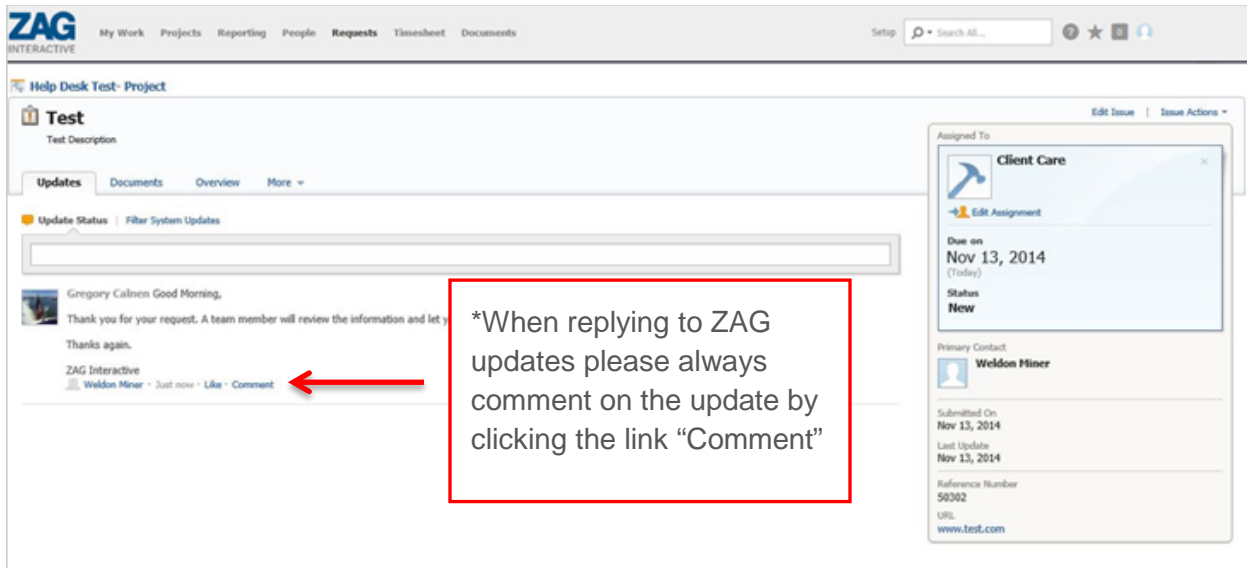 ZAG
INTERACTIVE
My Work Projects Reporting People Requests Timesheet Documents
Setup Search All...
Help Desk Test- Project
Test
Test Description
Edit Issue | Issue Actions
Updates Documents Overview More
Update Status | Filter System Updates
Gregory Calnen Good Morning,
Thank you for your request. A team member will review the information and let y
Thanks again.
ZAG Interactive
Weldon Miner · Just now · Like · Comment
*When replying to ZAG
updates please always
comment on the update by
clicking the link “Comment”
Assigned To
Client Care
Edit Assignment
Due on
Nov 13, 2014
(Today)
Status
New
Primary Contact
Weldon Miner
Submitted On
Nov 13, 2014
Last Update
Nov 13, 2014
Reference Number
50302
URL
www.test.com